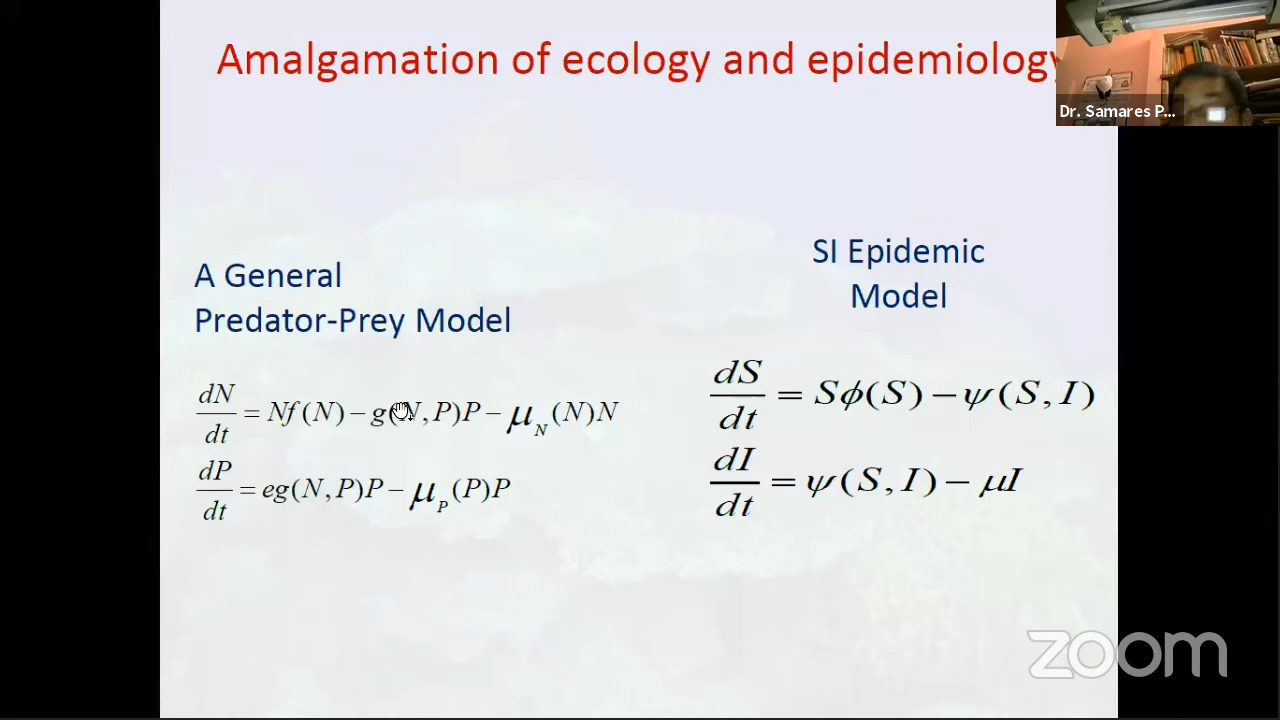 Amalgamation of ecology and epidemiology
Dr. Samares P...
A General
Predator-Prey Model
dN/dt = Nf(N) – g(N, P)P – μ_N(N)N
dP/dt = eg(N, P)P – μ_P(P)P
SI Epidemic
Model
dS/dt = Sϕ(S) – ψ(S, I)
dI/dt = ψ(S, I) – μI
zoom